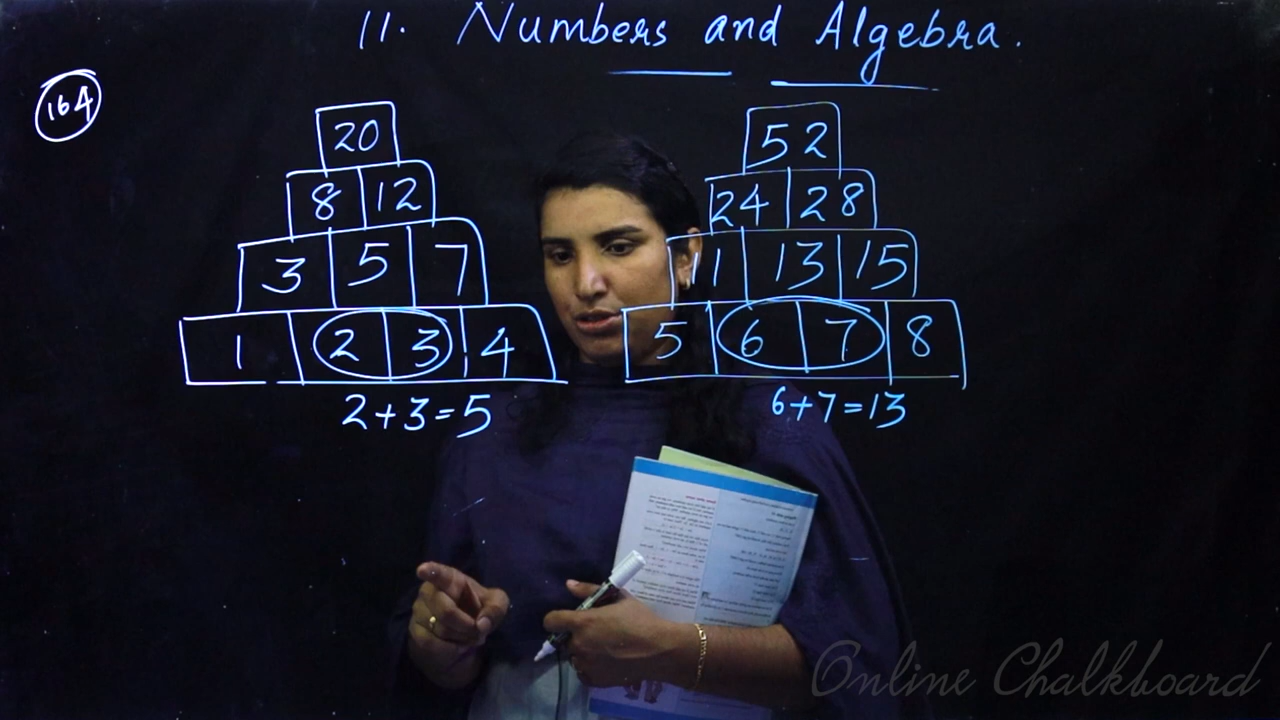 11. Numbers and Algebra.
164
20
8 12
3 5 7
1 2 3 4
2+3=5
52
24 28
11 13 15
5 6 7 8
6+7=13
Online Chalkboard